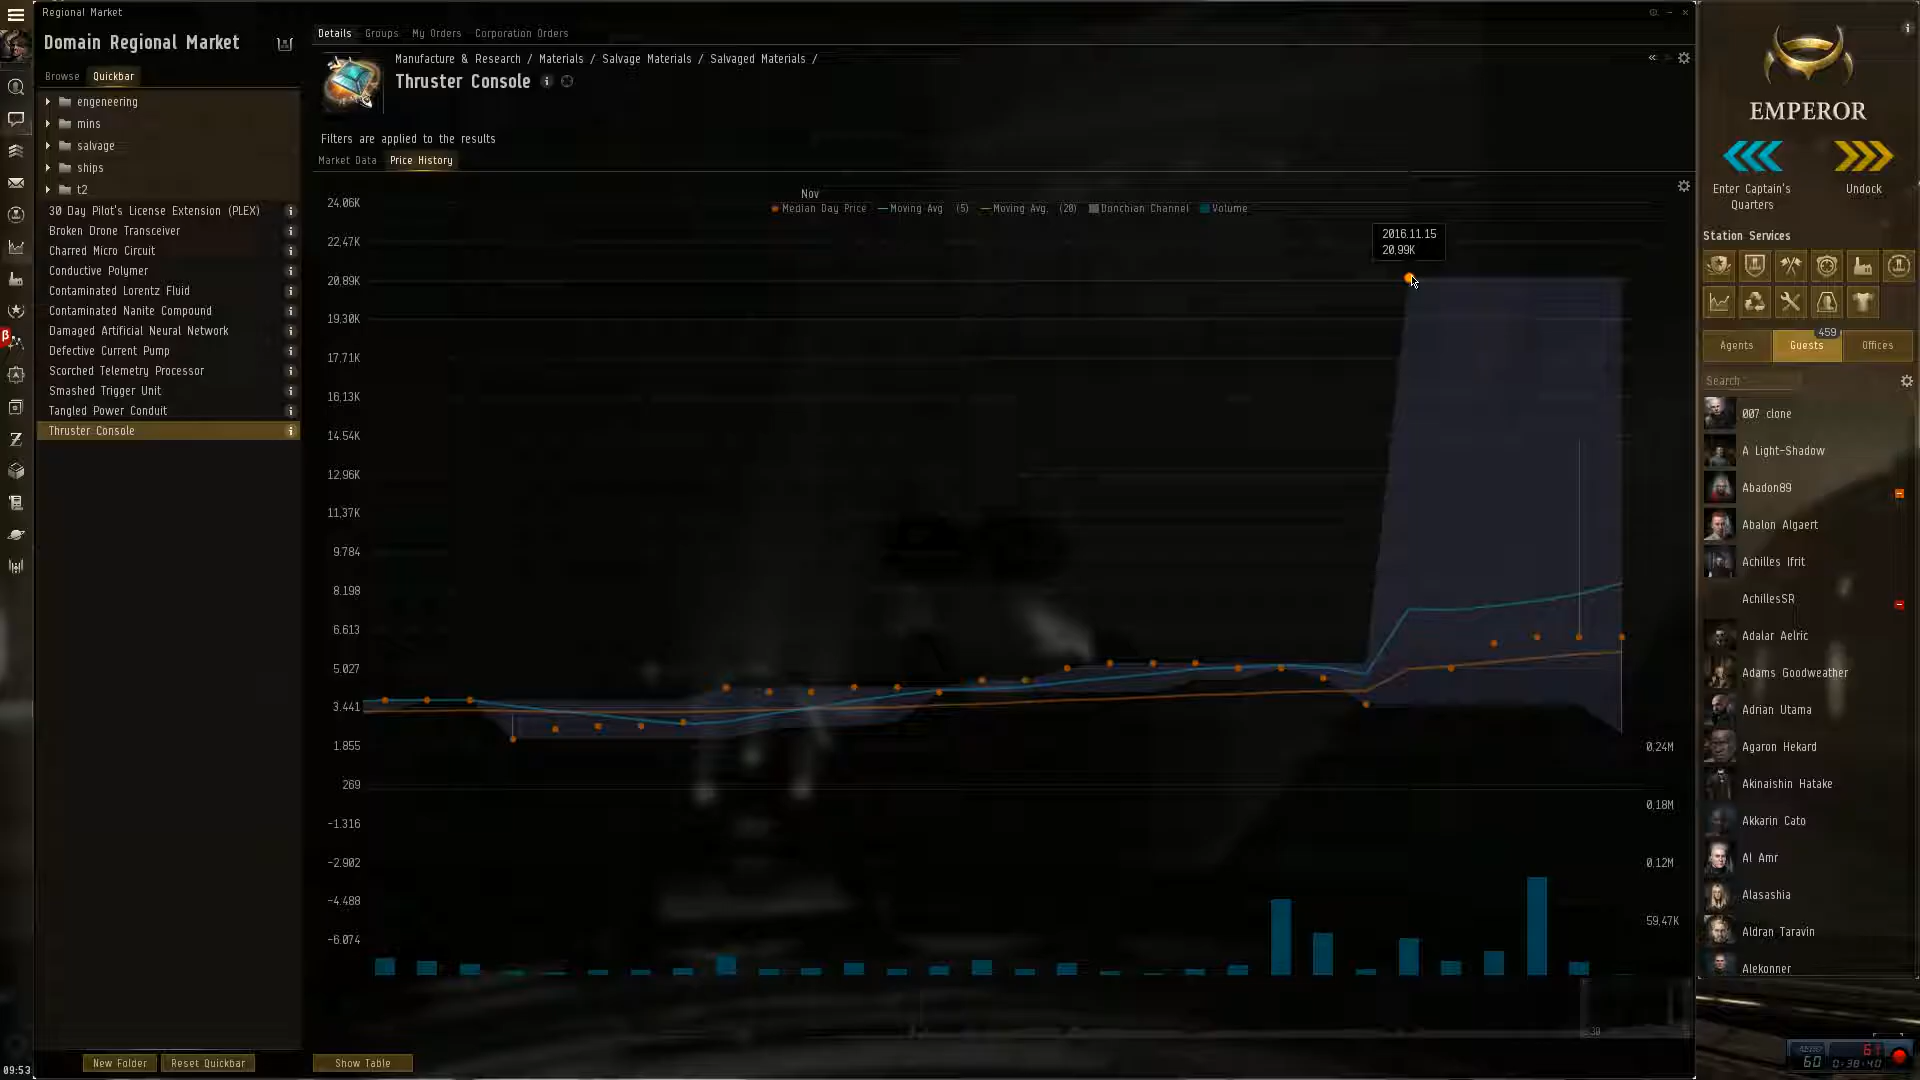 Regional Market
Domain Regional Market
Browse
Quickbar
engeneering
mins
salvage
ships
t2
30 Day Pilot's License Extension (PLEX)
Broken Drone Transceiver
Charred Micro Circuit
Conductive Polymer
Contaminated Lorentz Fluid
Contaminated Nanite Compound
Damaged Artificial Neural Network
Defective Current Pump
Scorched Telemetry Processor
Smashed Trigger Unit
Tangled Power Conduit
Thruster Console
New Folder
Reset Quickbar
09:53
Details
Groups
My Orders
Corporation Orders
Manufacture & Research / Materials / Salvage Materials / Salvaged Materials /
Thruster Console
Filters are applied to the results
Market Data
Price History
Nov
Median Day Price
Moving Avg. (5)
Moving Avg. (20)
Donchian Channel
Volume
24.06K
22.47K
20.89K
19.30K
17.71K
16.13K
14.54K
12.96K
11.37K
9.784
8.198
6.613
5.027
3.441
1.855
269
-1.316
-2.902
-4.488
-6.074
2016.11.15
20.99K
0.24M
0.18M
0.12M
59.47K
30
Show Table
EMPEROR
Enter Captain's
Quarters
Undock
Station Services
459
Agents
Guests
Offices
Search
007 clone
A Light-Shadow
Abadon89
Abalon Algaert
Achilles Ifrit
AchillesSR
Adalar Aelric
Adams Goodweather
Adrian Utama
Agaron Hekard
Akinaishin Hatake
Akkarin Cato
Al Amr
Alasashia
Aldran Taravin
Alekonner
60
61
0:38:40